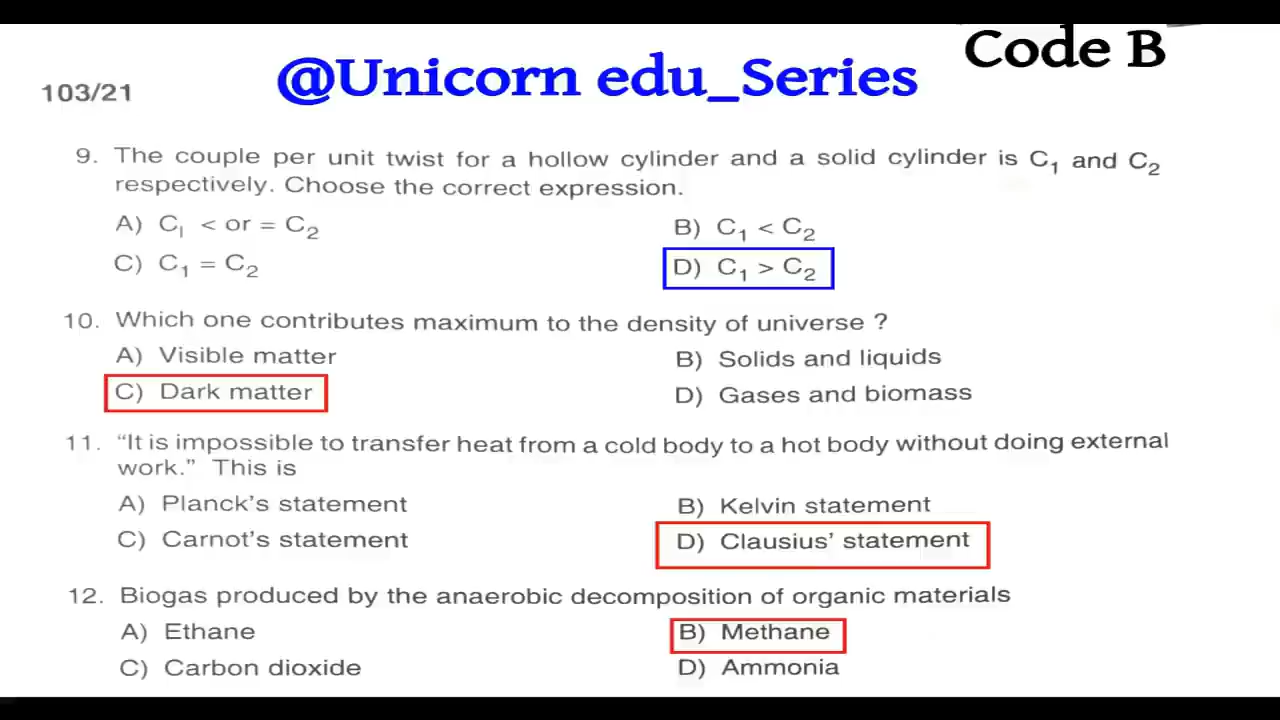 Code B
@Unicorn edu_Series
103/21
9. The couple per unit twist for a hollow cylinder and a solid cylinder is C₁ and C₂
respectively. Choose the correct expression.
A) C₁ < or = C₂ B) C₁ < C₂
C) C₁ = C₂ D) C₁ > C₂
10. Which one contributes maximum to the density of universe ?
A) Visible matter B) Solids and liquids
C) Dark matter D) Gases and biomass
11. “It is impossible to transfer heat from a cold body to a hot body without doing external
work.” This is
A) Planck’s statement B) Kelvin statement
C) Carnot’s statement D) Clausius’ statement
12. Biogas produced by the anaerobic decomposition of organic materials
A) Ethane B) Methane
C) Carbon dioxide D) Ammonia